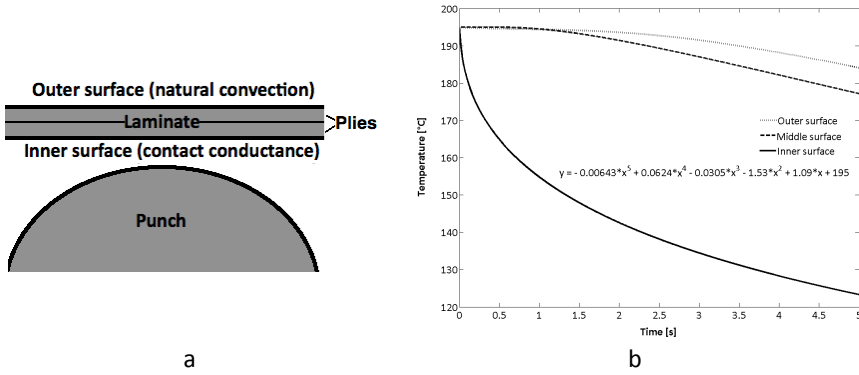 Outer surface (natural convection)
Laminate
Plies
Inner surface (contact conductance)
Punch
a
200
190
180
170
160
150
140
130
120
Temperature [°C]
Outer surface
Middle surface
Inner surface
y = - 0.00643*x^5 + 0.0624*x^4 - 0.0305*x^3 - 1.53*x^2 + 1.09*x + 195
0 0.5 1 1.5 2 2.5 3 3.5 4 4.5 5
Time [s]
b